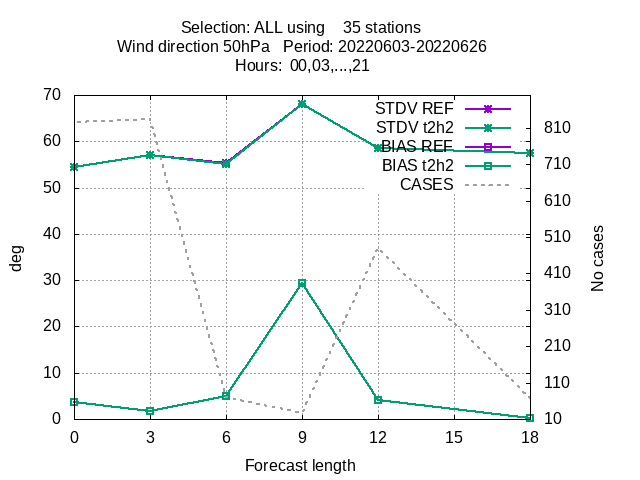 Selection: ALL using    35 stations
Wind direction 50hPa   Period: 20220603-20220626
Hours:  00,03,...,21
70
60
50
40
30
20
10
0
deg
STDV REF
STDV t2h2
BIAS REF
BIAS t2h2
CASES
810
710
610
510
410
310
210
110
10
No cases
0 3 6 9 12 15 18
Forecast length